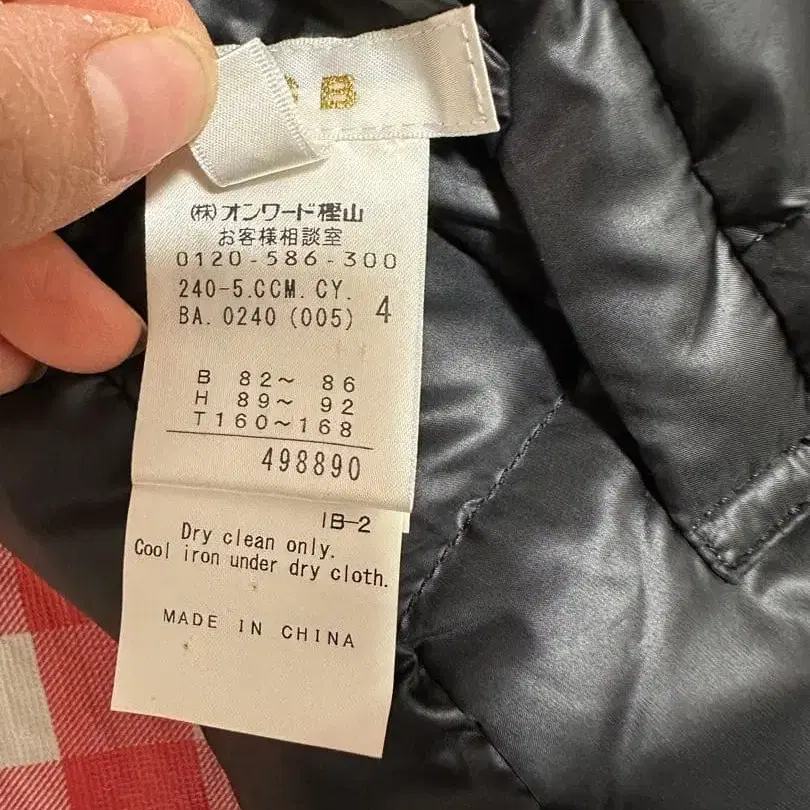 B
(株)オンワード樫山
お客様相談室
0120-586-300
240-5.CCM.CY. 4
BA.0240 (005)
B 82～ 86
H 89～ 92
T160～168
498890
IB-2
Dry clean only.
Cool iron under dry cloth.
MADE IN CHINA